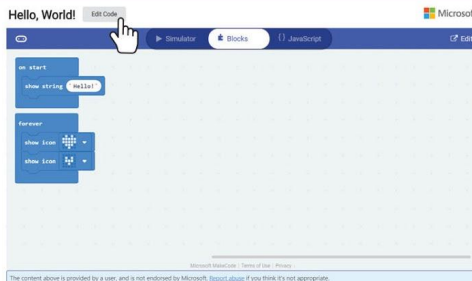 Hello, World! Edit Code
Microsoft
Simulator Blocks {} JavaScript Edit
on start
show string "Hello!"
forever
show icon
show icon
Microsoft MakeCode | Terms of Use | Privacy
The content above is provided by a user, and is not endorsed by Microsoft. Report abuse if you think it's not appropriate.